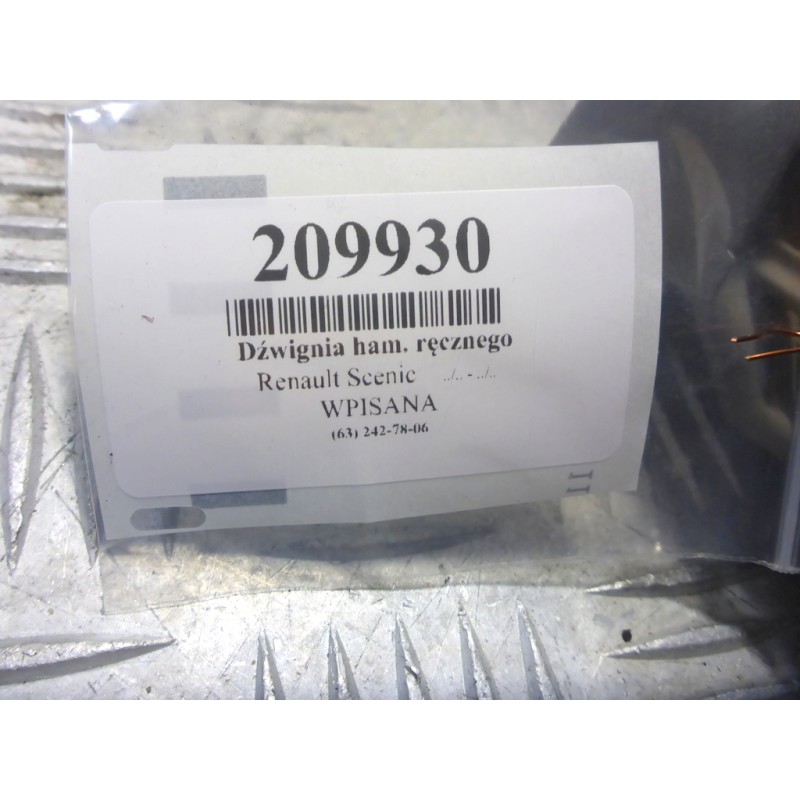 209930
Dźwignia ham. ręcznego
Renault Scenic ../.. - ../..
WPISANA
(63) 242-78-06